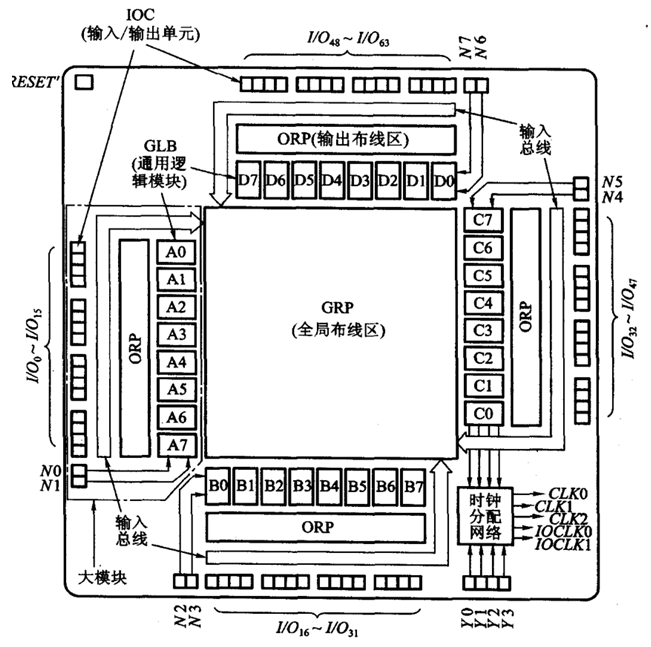 IOC
(输入/输出单元)
I/O48~I/O63
N7
N6
RESET'
GLB
(通用逻
辑模块)
ORP(输出布线区)
输入
总线
D7 D6 D5 D4 D3 D2 D1 D0
N5
N4
I/O0~I/O15
ORP
A0
A1
A2
A3
A4
A5
A6
A7
GRP
(全局布线区)
C7
C6
C5
C4
C3
C2
C1
C0
ORP
I/O32~I/O47
N0
N1
B0 B1 B2 B3 B4 B5 B6 B7
ORP
输入
总线
大模块
时钟
分配
网络
CLK0
CLK1
CLK2
IOCLK0
IOCLK1
N2
N3
I/O16~I/O31
Y0
Y1
Y2
Y3